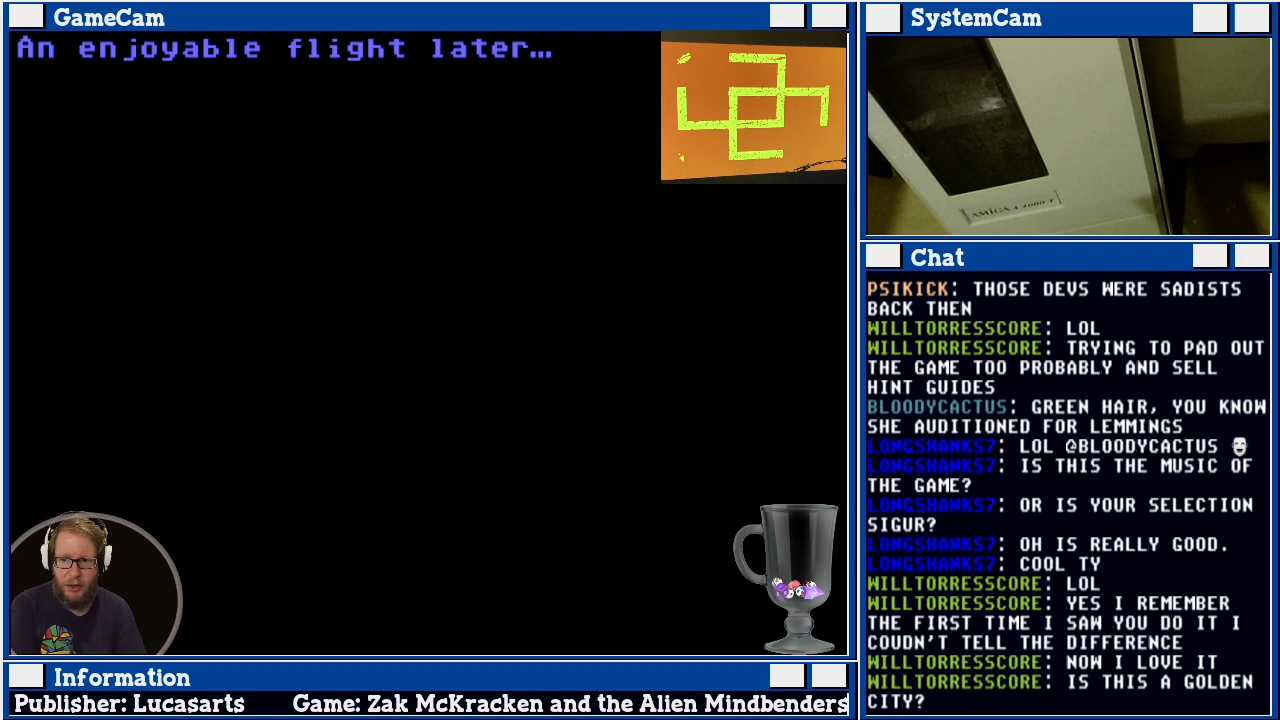 GameCam
An enjoyable flight later...
SystemCam
AMIGA 4000 T
Chat
PSIKICK: THOSE DEVS WERE SADISTS
BACK THEN
WILLTORRESSCORE: LOL
WILLTORRESSCORE: TRYING TO PAD OUT
THE GAME TOO PROBABLY AND SELL
HINT GUIDES
BLOODYCACTUS: GREEN HAIR, YOU KNOW
SHE AUDITIONED FOR LEMMINGS
LONGSHANKS7: LOL @BLOODYCACTUS
LONGSHANKS7: IS THIS THE MUSIC OF
THE GAME?
LONGSHANKS7: OR IS YOUR SELECTION
SIGUR?
LONGSHANKS7: OH IS REALLY GOOD.
LONGSHANKS7: COOL TY
WILLTORRESSCORE: LOL
WILLTORRESSCORE: YES I REMEMBER
THE FIRST TIME I SAW YOU DO IT I
COUDN'T TELL THE DIFFERENCE
WILLTORRESSCORE: NOW I LOVE IT
WILLTORRESSCORE: IS THIS A GOLDEN
CITY?
Information
Publisher: Lucasarts Game: Zak McKracken and the Alien Mindbenders